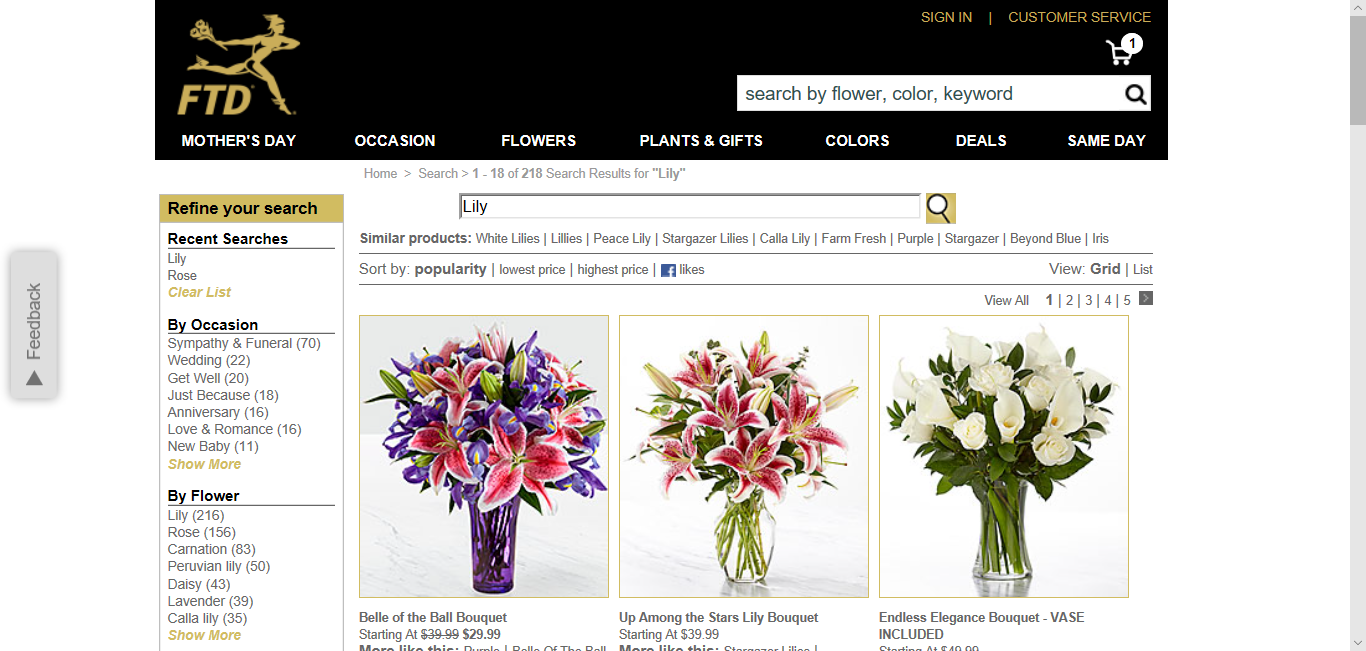 SIGN IN | CUSTOMER SERVICE
1
FTD
search by flower, color, keyword
MOTHER'S DAY OCCASION FLOWERS PLANTS & GIFTS COLORS DEALS SAME DAY
Home > Search > 1 - 18 of 218 Search Results for "Lily"
Refine your search
Recent Searches
Lily
Rose
Clear List
By Occasion
Sympathy & Funeral (70)
Wedding (22)
Get Well (20)
Just Because (18)
Anniversary (16)
Love & Romance (16)
New Baby (11)
Show More
By Flower
Lily (216)
Rose (156)
Carnation (83)
Peruvian lily (50)
Daisy (43)
Lavender (39)
Calla lily (35)
Show More
Feedback
Lily
Similar products: White Lilies | Lillies | Peace Lily | Stargazer Lilies | Calla Lily | Farm Fresh | Purple | Stargazer | Beyond Blue | Iris
Sort by: popularity | lowest price | highest price | f likes
View: Grid | List
View All 1 | 2 | 3 | 4 | 5
Belle of the Ball Bouquet
Starting At $39.99 $29.99
More like this: Purple | Belle Of The Ball
Up Among the Stars Lily Bouquet
Starting At $39.99
More like this: Stargazer Lilies |
Endless Elegance Bouquet - VASE
INCLUDED
Starting At $49.99